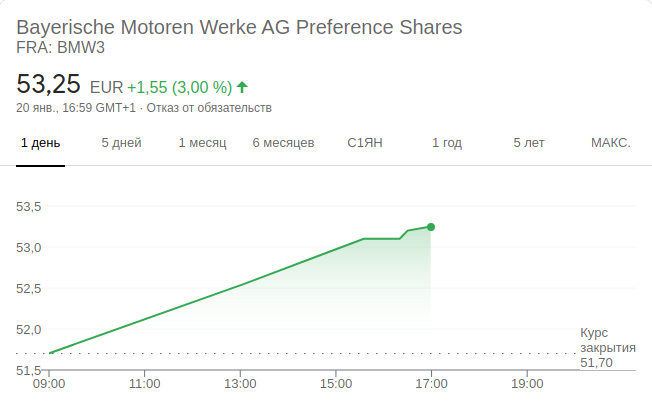 Bayerische Motoren Werke AG Preference Shares
FRA: BMW3
53,25 EUR +1,55 (3,00 %)
20 янв., 16:59 GMT+1 · Отказ от обязательств
1 день 5 дней 1 месяц 6 месяцев С1ЯН 1 год 5 лет МАКС.
53,5
53,0
52,5
52,0
51,5
Курс
закрытия
51,70
09:00 11:00 13:00 15:00 17:00 19:00